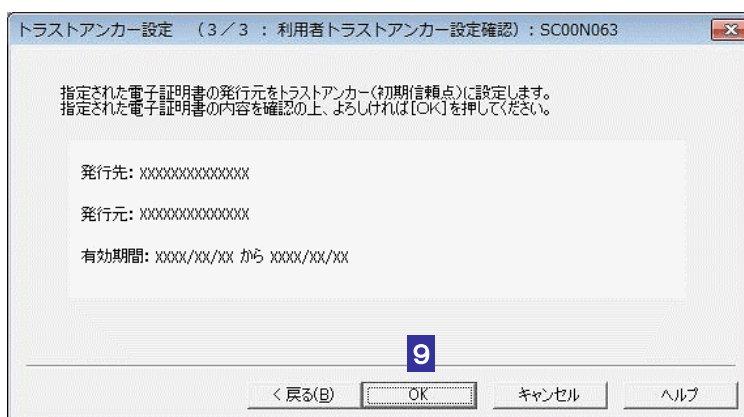 トラストアンカー設定　(3/3 : 利用者トラストアンカー設定確認) : SC00N063
指定された電子証明書の発行元をトラストアンカー(初期信頼点)に設定します。
指定された電子証明書の内容を確認の上、よろしければ[OK]を押してください。
発行先: XXXXXXXXXXXXXX
発行元: XXXXXXXXXXXXXX
有効期間: XXXX/XX/XX から XXXX/XX/XX
9
< 戻る(B) OK キャンセル ヘルプ